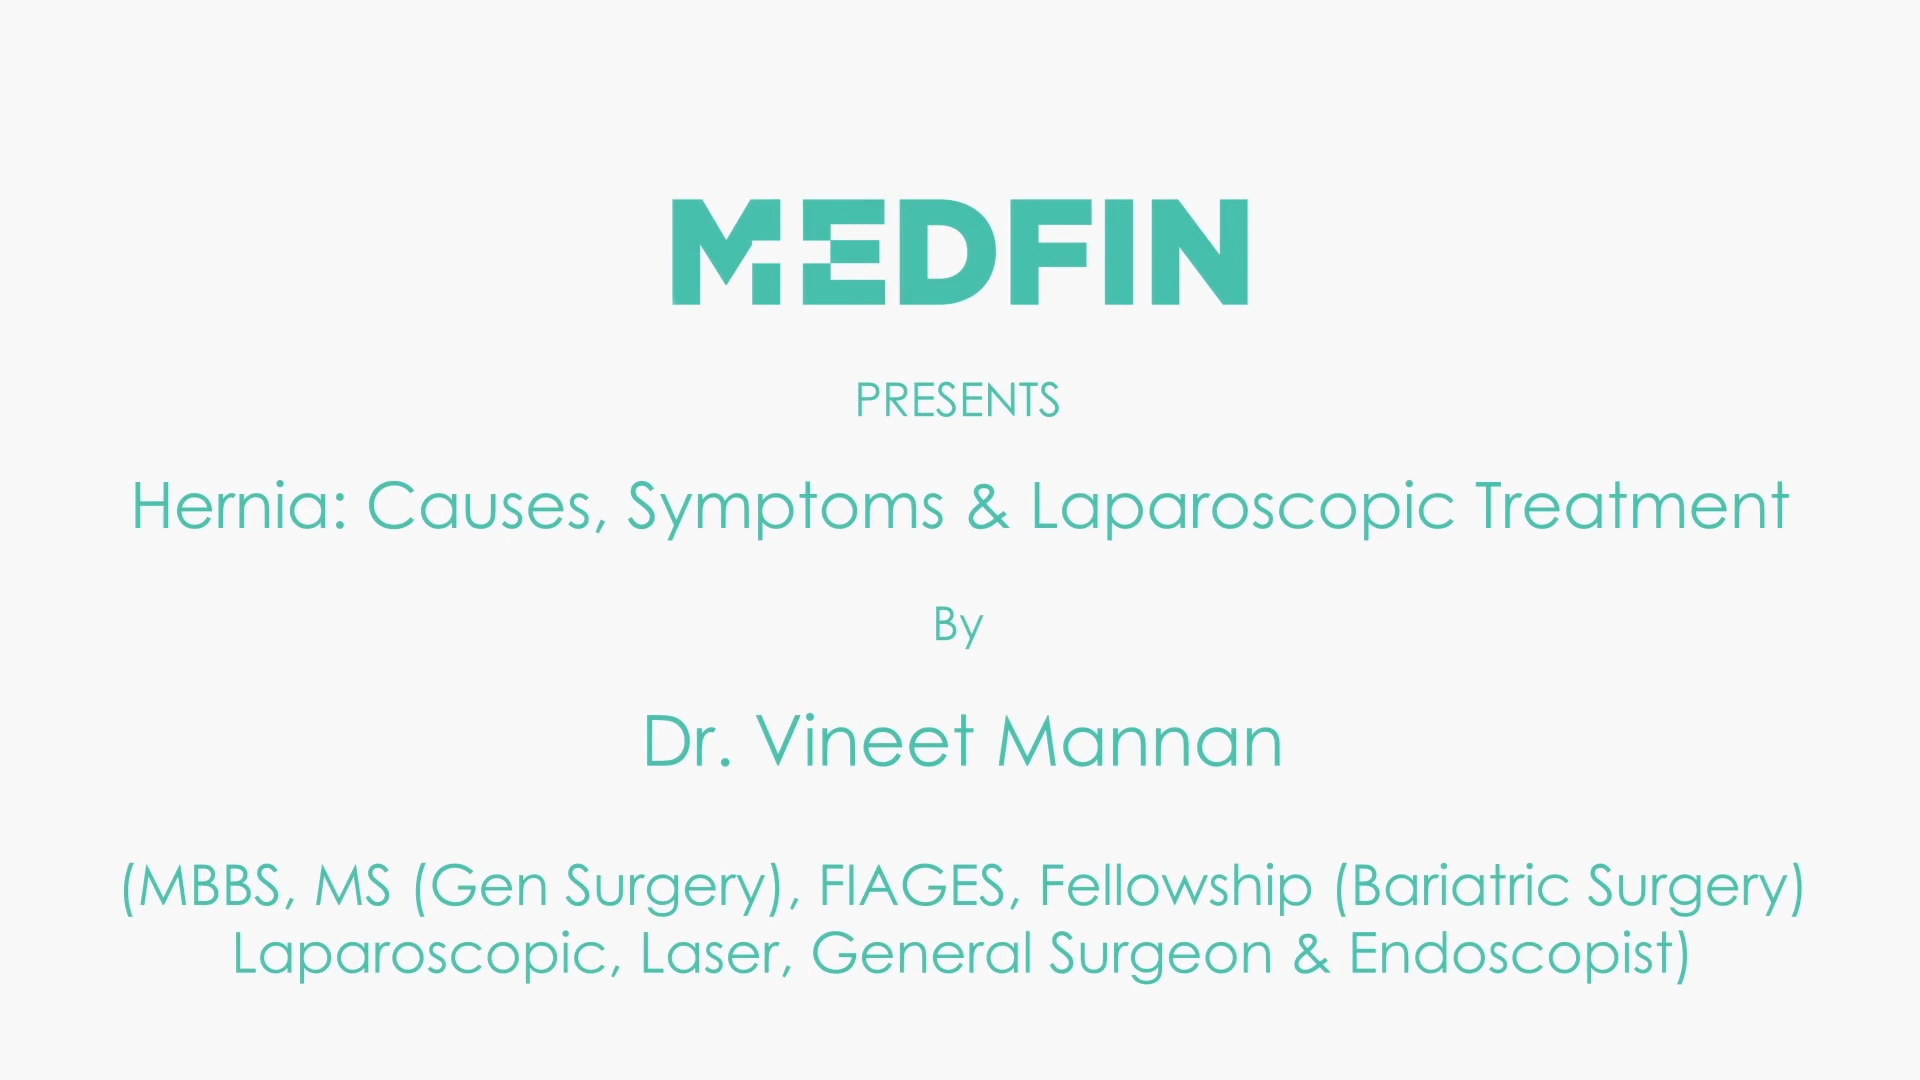 MEDFIN
PRESENTS
Hernia: Causes, Symptoms & Laparoscopic Treatment
By
Dr. Vineet Mannan
(MBBS, MS (Gen Surgery), FIAGES, Fellowship (Bariatric Surgery)
Laparoscopic, Laser, General Surgeon & Endoscopist)